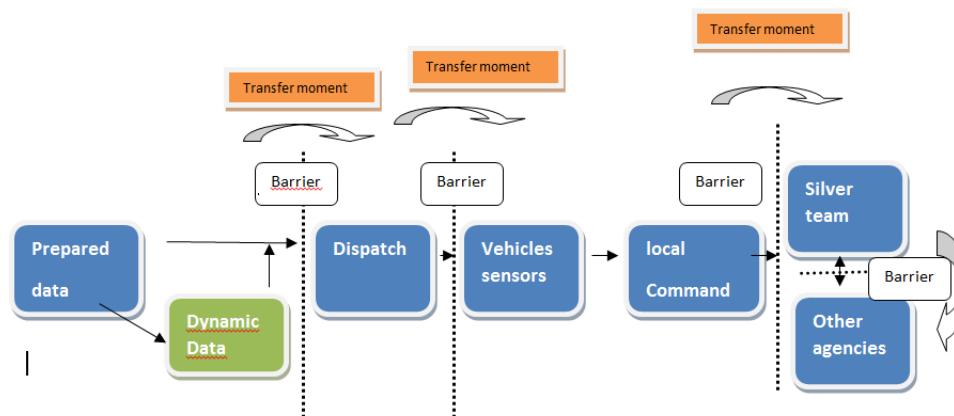 Transfer moment
Transfer moment
Transfer moment
Barrier
Barrier
Barrier
Silver
team
Prepared
data
Dispatch
Vehicles
sensors
local
Command
Barrier
Dynamic
Data
Other
agencies